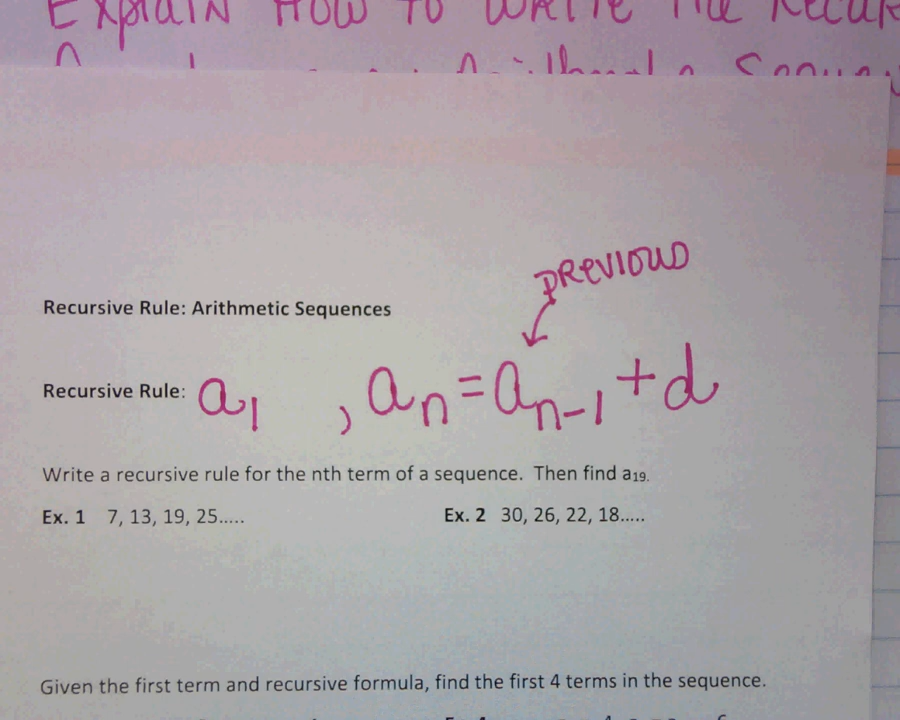 Explain How to write the
Recursive Rule: Arithmetic Sequences
previous
Recursive Rule: a₁ , aₙ = aₙ₋₁ + d
Write a recursive rule for the nth term of a sequence. Then find a₁₉.
Ex. 1 7, 13, 19, 25..... Ex. 2 30, 26, 22, 18.....
Given the first term and recursive formula, find the first 4 terms in the sequence.